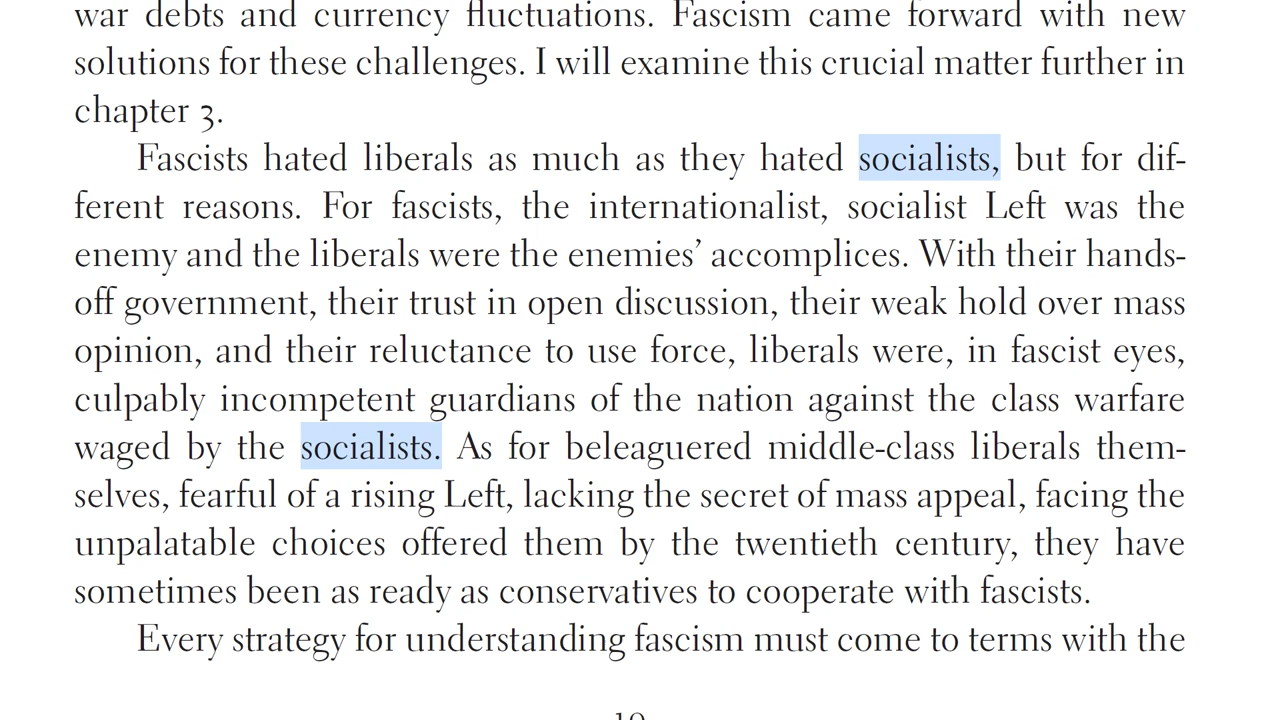 war debts and currency fluctuations. Fascism came forward with new
solutions for these challenges. I will examine this crucial matter further in
chapter 3.
Fascists hated liberals as much as they hated socialists, but for dif-
ferent reasons. For fascists, the internationalist, socialist Left was the
enemy and the liberals were the enemies’ accomplices. With their hands-
off government, their trust in open discussion, their weak hold over mass
opinion, and their reluctance to use force, liberals were, in fascist eyes,
culpably incompetent guardians of the nation against the class warfare
waged by the socialists. As for beleaguered middle-class liberals them-
selves, fearful of a rising Left, lacking the secret of mass appeal, facing the
unpalatable choices offered them by the twentieth century, they have
sometimes been as ready as conservatives to cooperate with fascists.
Every strategy for understanding fascism must come to terms with the